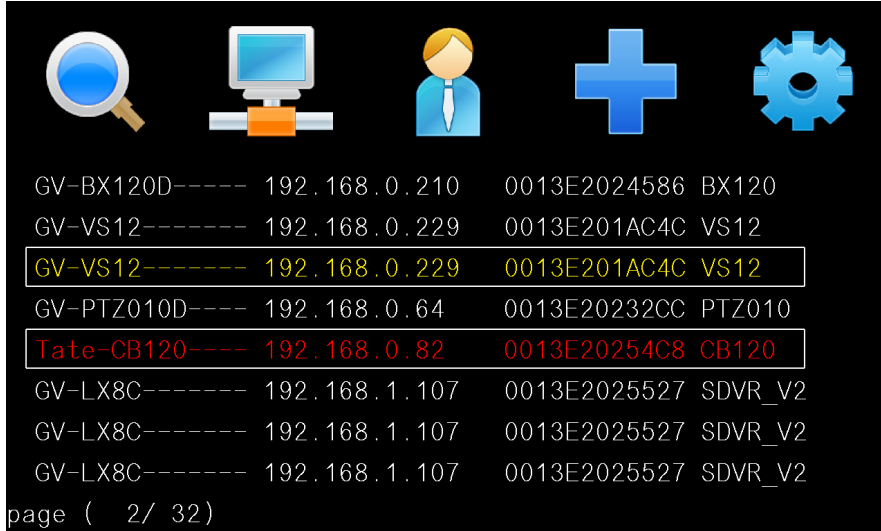 GV-BX120D----- 192.168.0.210 0013E2024586 BX120
GV-VS12------- 192.168.0.229 0013E201AC4C VS12
GV-VS12------- 192.168.0.229 0013E201AC4C VS12
GV-PTZ010D---- 192.168.0.64 0013E20232CC PTZ010
Tate-CB120---- 192.168.0.82 0013E20254C8 CB120
GV-LX8C------- 192.168.1.107 0013E2025527 SDVR_V2
GV-LX8C------- 192.168.1.107 0013E2025527 SDVR_V2
GV-LX8C------- 192.168.1.107 0013E2025527 SDVR_V2
page ( 2/ 32)